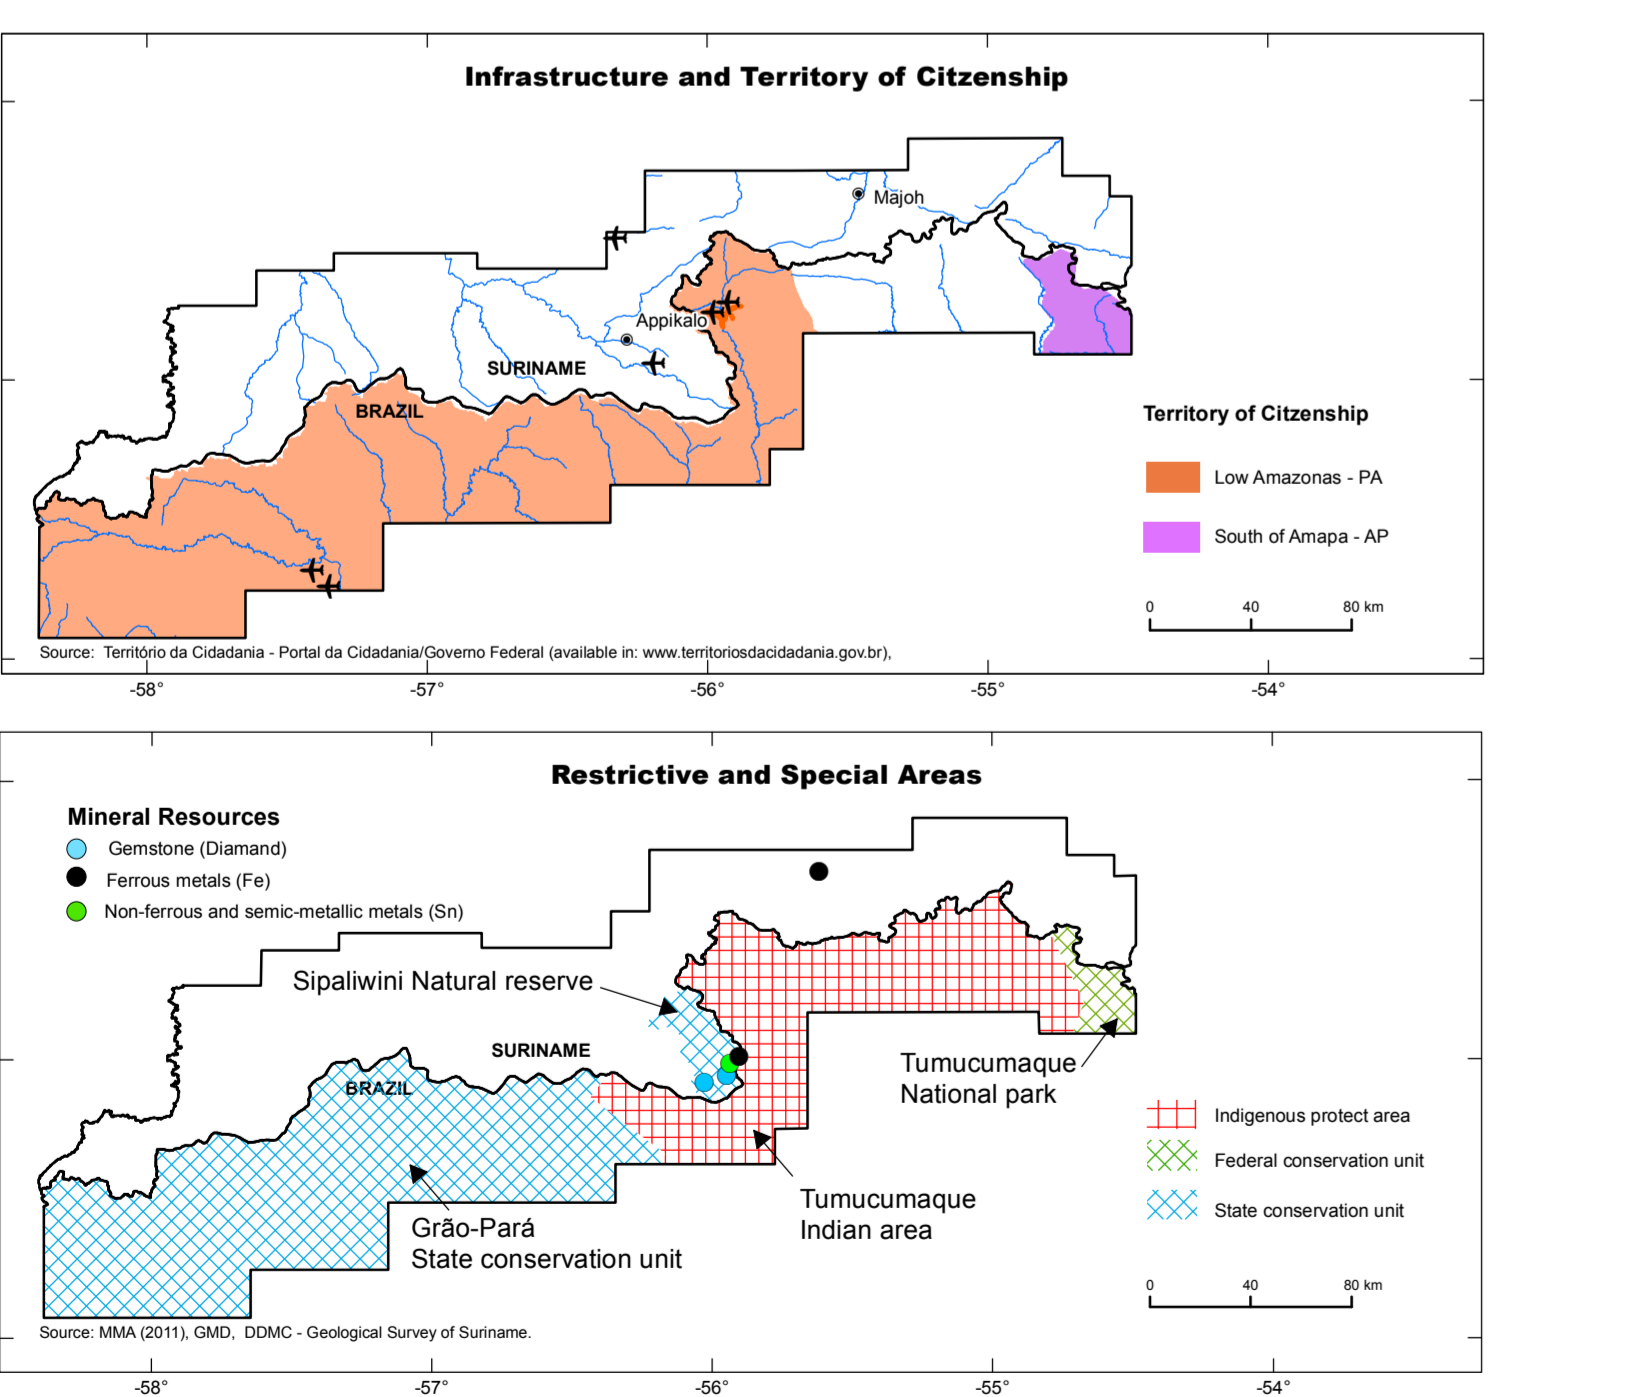 Infrastructure and Territory of Citzenship
Majoh
Appikalo
SURINAME
BRAZIL
Territory of Citzenship
Low Amazonas - PA
South of Amapa - AP
0 40 80 km
Source: Território da Cidadania - Portal da Cidadania/Governo Federal (available in: www.territoriosdacidadania.gov.br),
-58° -57° -56° -55° -54°
Restrictive and Special Areas
Mineral Resources
Gemstone (Diamand)
Ferrous metals (Fe)
Non-ferrous and semic-metallic metals (Sn)
Sipaliwini Natural reserve
SURINAME
BRAZIL
Tumucumaque
National park
Indigenous protect area
Federal conservation unit
State conservation unit
Tumucumaque
Indian area
Grão-Pará
State conservation unit
0 40 80 km
Source: MMA (2011), GMD, DDMC - Geological Survey of Suriname.
-58° -57° -56° -55° -54°